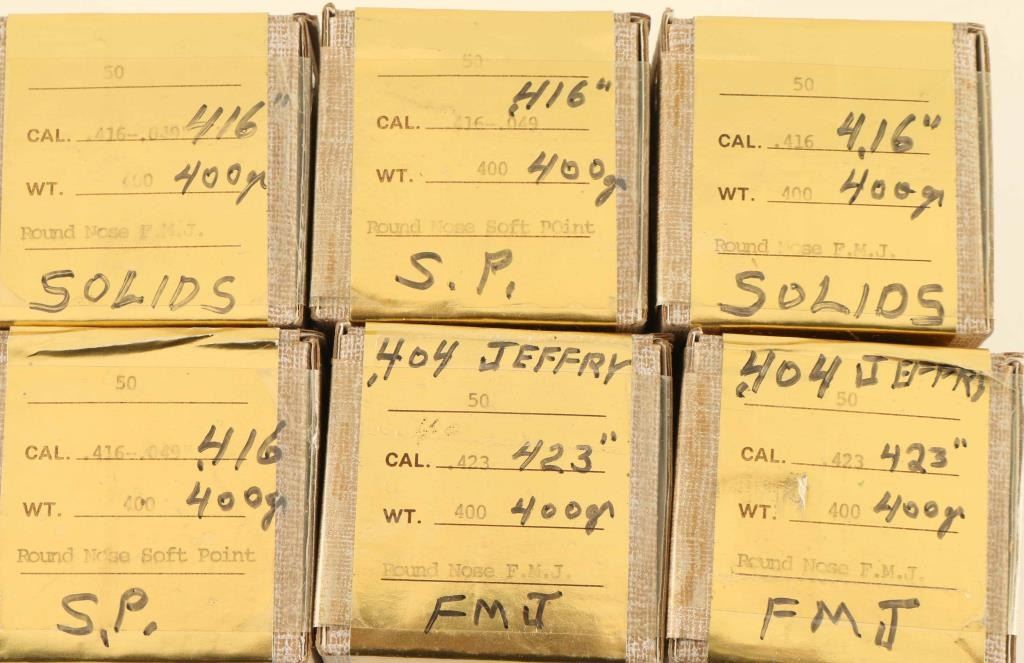 50
CAL. .416-.049 .416"
WT. 400 400gr
Round Nose F.M.J.
SOLIDS
50
.416"
CAL. .416-.049
WT. 400 400gr
Round Nose Soft POint
S.P.
50
CAL. .416 .416"
WT. 400 400gr
Round Nose F.M.J.
SOLIDS
50
CAL. .416-.049 .416
WT. 400 400gr
Round Nose Soft Point
S.P.
.404 JEFFRY
50
CAL. .423 423"
WT. 400 400gr
Round Nose F.M.J.
FMJ
.404 JEFFRY
50
CAL. .423 423"
WT. 400 400gr
Round Nose F.M.J.
FMJ